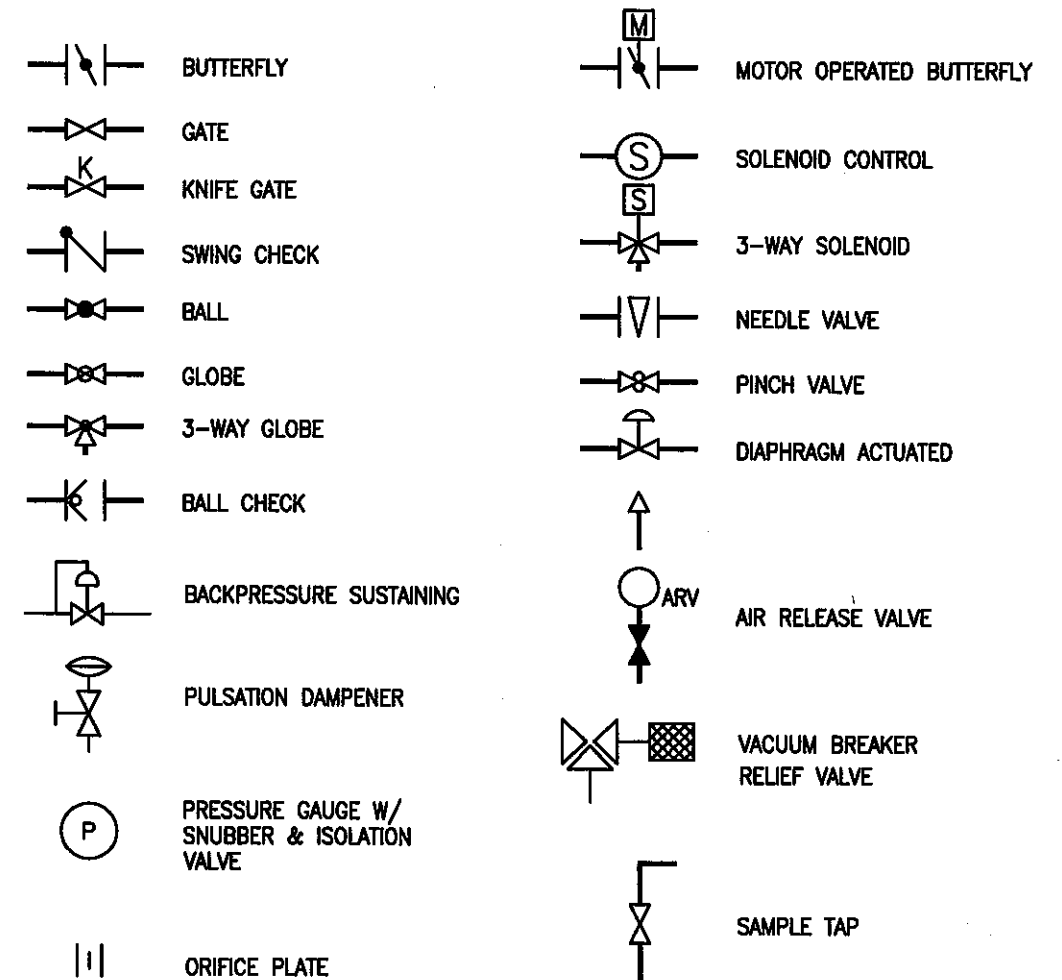 BUTTERFLY
GATE
K
KNIFE GATE
SWING CHECK
BALL
GLOBE
3-WAY GLOBE
BALL CHECK
BACKPRESSURE SUSTAINING
PULSATION DAMPENER
P
PRESSURE GAUGE W/
SNUBBER & ISOLATION
VALVE
ORIFICE PLATE
M
MOTOR OPERATED BUTTERFLY
S
SOLENOID CONTROL
S
3-WAY SOLENOID
NEEDLE VALVE
PINCH VALVE
DIAPHRAGM ACTUATED
ARV
AIR RELEASE VALVE
VACUUM BREAKER
RELIEF VALVE
SAMPLE TAP